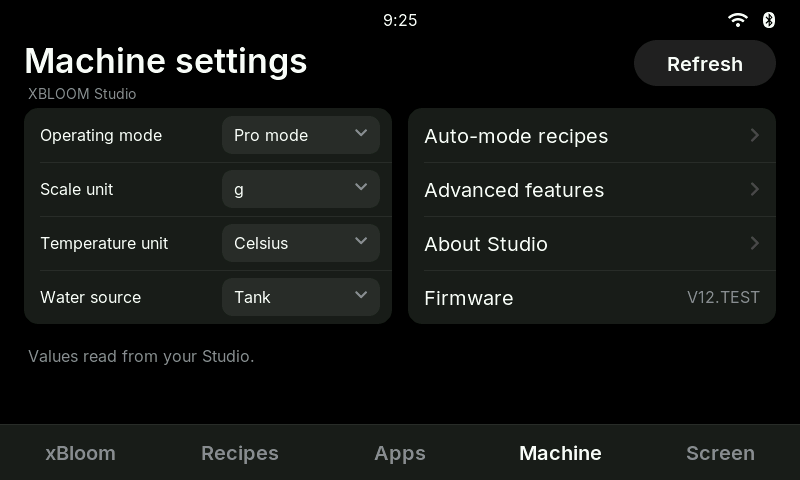 9:25
Machine settings
Refresh
XBLOOM Studio
Operating mode
Pro mode
Scale unit
g
Temperature unit
Celsius
Water source
Tank
Auto-mode recipes
Advanced features
About Studio
Firmware
V12.TEST
Values read from your Studio.
xBloom
Recipes
Apps
Machine
Screen